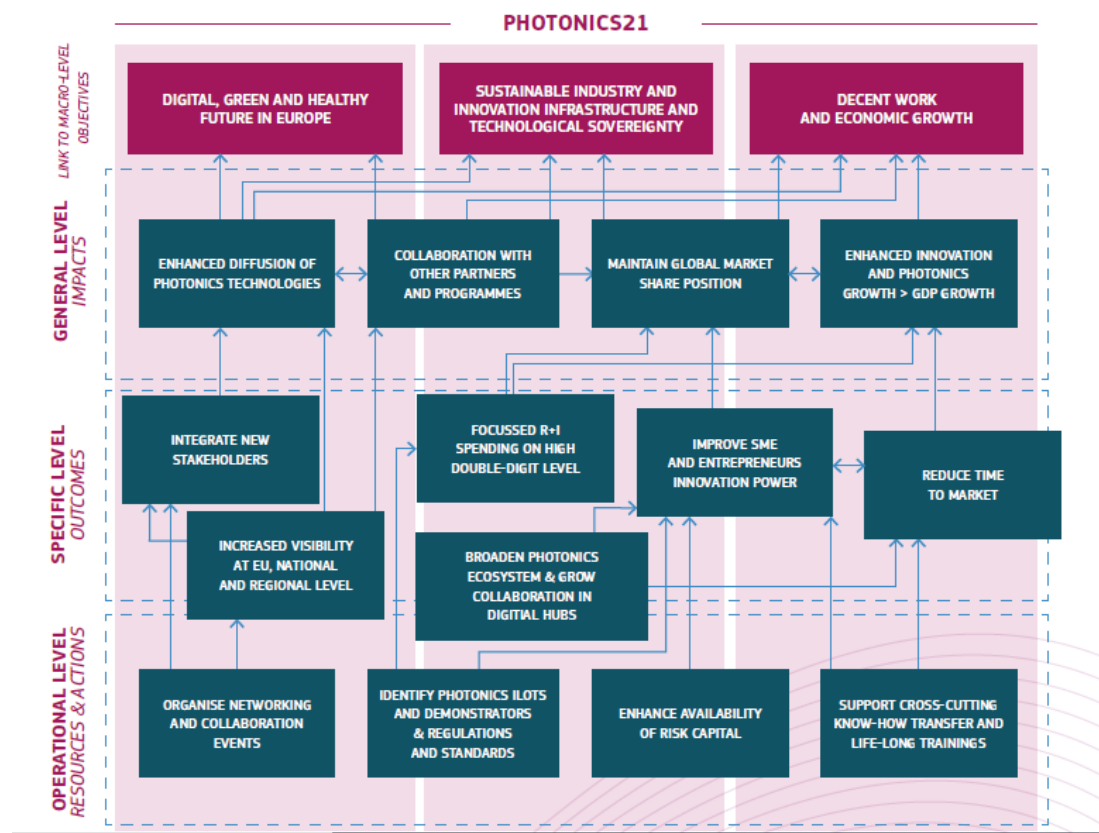 PHOTONICS21
LINK TO MACRO-LEVEL
OBJECTIVES
DIGITAL, GREEN AND HEALTHY
FUTURE IN EUROPE
SUSTAINABLE INDUSTRY AND
INNOVATION INFRASTRUCTURE AND
TECHNOLOGICAL SOVEREIGNTY
DECENT WORK
AND ECONOMIC GROWTH
GENERAL LEVEL
IMPACTS
ENHANCED DIFFUSION OF
PHOTONICS TECHNOLOGIES
COLLABORATION WITH
OTHER PARTNERS
AND PROGRAMMES
MAINTAIN GLOBAL MARKET
SHARE POSITION
ENHANCED INNOVATION
AND PHOTONICS
GROWTH > GDP GROWTH
SPECIFIC LEVEL
OUTCOMES
INTEGRATE NEW
STAKEHOLDERS
FOCUSSED R+I
SPENDING ON HIGH
DOUBLE-DIGIT LEVEL
IMPROVE SME
AND ENTREPRENEURS
INNOVATION POWER
REDUCE TIME
TO MARKET
INCREASED VISIBILITY
AT EU, NATIONAL
AND REGIONAL LEVEL
BROADEN PHOTONICS
ECOSYSTEM & GROW
COLLABORATION IN
DIGITIAL HUBS
OPERATIONAL LEVEL
RESOURCES & ACTIONS
ORGANISE NETWORKING
AND COLLABORATION
EVENTS
IDENTIFY PHOTONICS ILOTS
AND DEMONSTRATORS
& REGULATIONS
AND STANDARDS
ENHANCE AVAILABILITY
OF RISK CAPITAL
SUPPORT CROSS-CUTTING
KNOW-HOW TRANSFER AND
LIFE-LONG TRAININGS